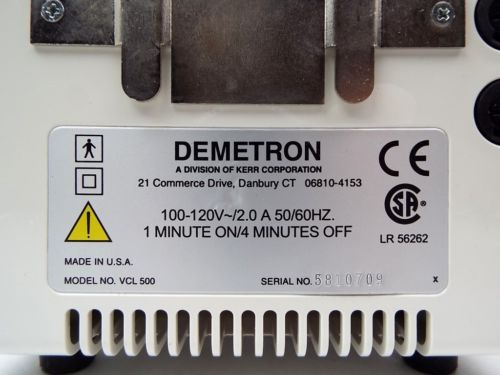 DEMETRON
A DIVISION OF KERR CORPORATION
21 Commerce Drive, Danbury CT 06810-4153
100-120V~/2.0 A 50/60HZ.
1 MINUTE ON/4 MINUTES OFF
CE
CSA
LR 56262
MADE IN U.S.A.
MODEL NO. VCL 500
SERIAL NO. 5810709
x